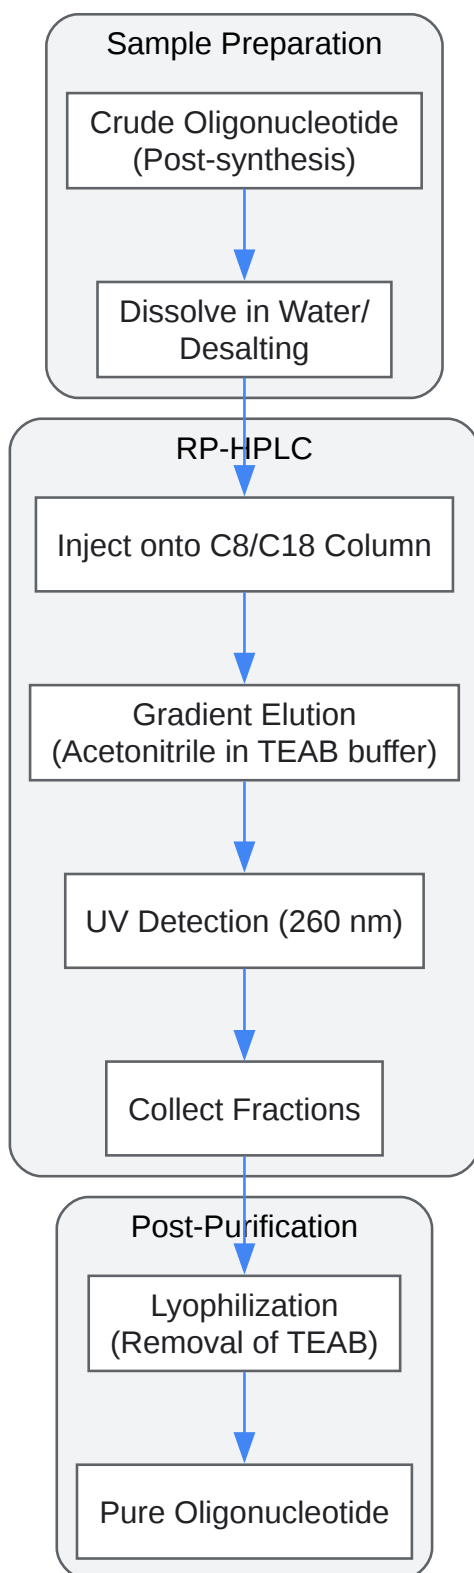 Sample Preparation
Crude Oligonucleotide
(Post-synthesis)
Dissolve in Water/
Desalting
RP-HPLC
Inject onto C8/C18 Column
Gradient Elution
(Acetonitrile in TEAB buffer)
UV Detection (260 nm)
Collect Fractions
Post-Purification
Lyophilization
(Removal of TEAB)
Pure Oligonucleotide